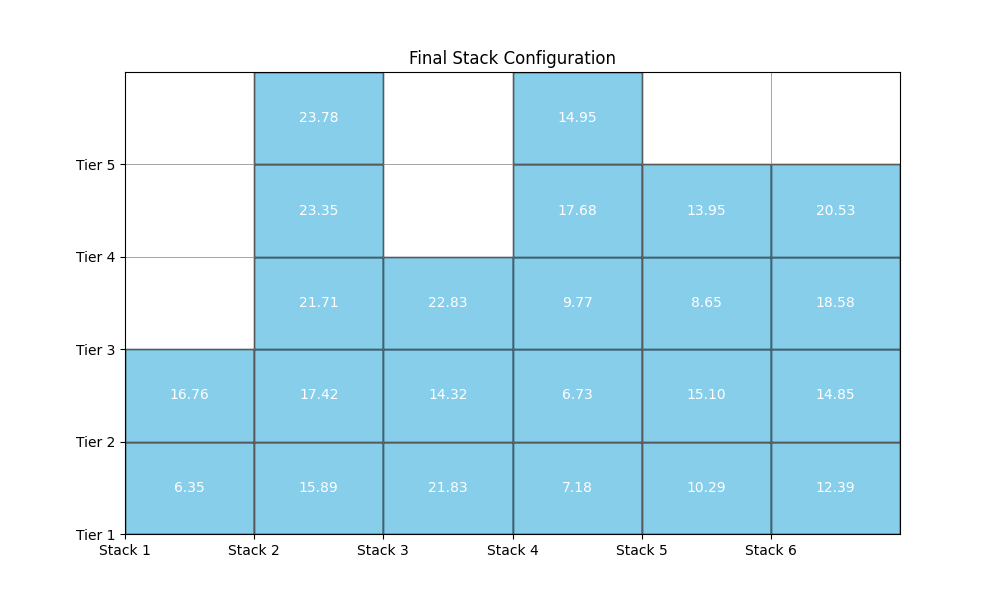 Final Stack Configuration
23.78 14.95
Tier 5
23.35 17.68 13.95 20.53
Tier 4
21.71 22.83 9.77 8.65 18.58
Tier 3
16.76 17.42 14.32 6.73 15.10 14.85
Tier 2
6.35 15.89 21.83 7.18 10.29 12.39
Tier 1
Stack 1 Stack 2 Stack 3 Stack 4 Stack 5 Stack 6